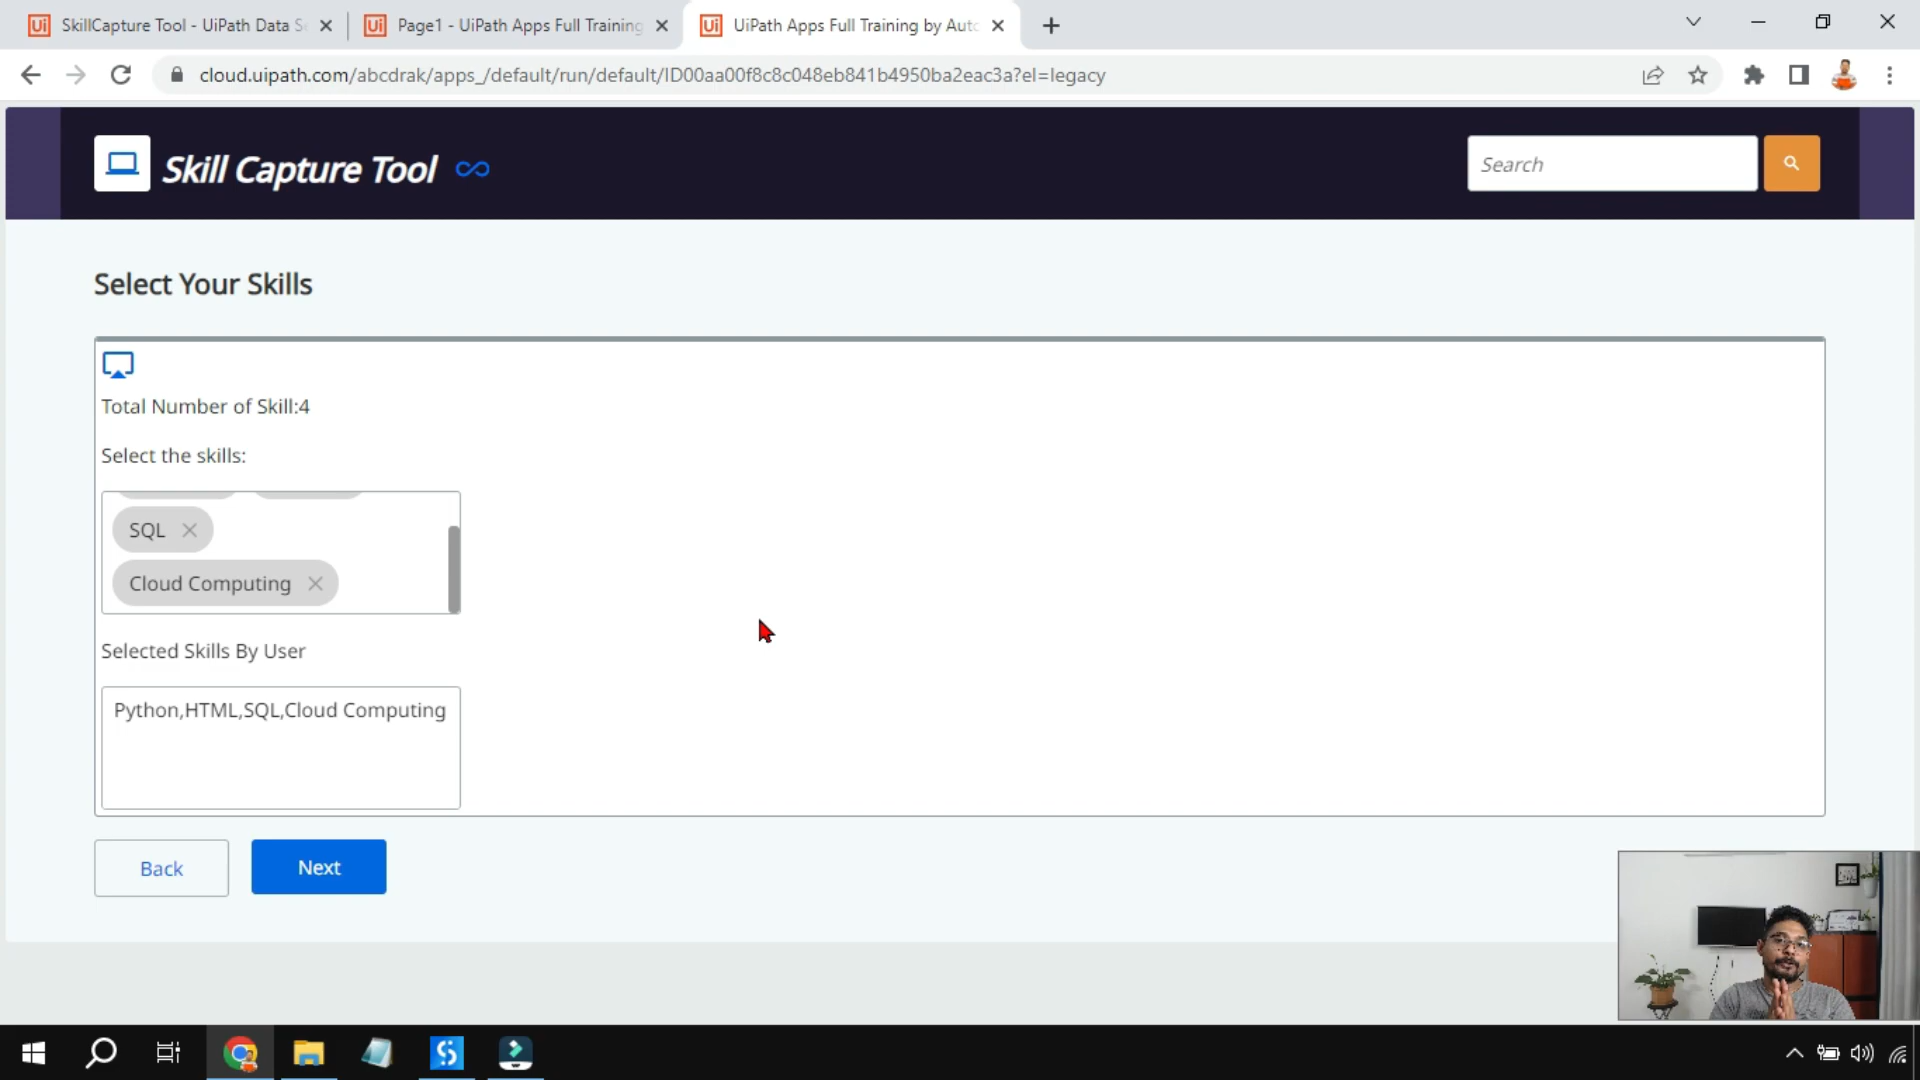 SkillCapture Tool - UiPath Data S
Page1 - UiPath Apps Full Training
UiPath Apps Full Training by Auto
cloud.uipath.com/abcdrak/apps_/default/run/default/ID00aa00f8c8c048eb841b4950ba2eac3a?el=legacy
Skill Capture Tool
Search
Select Your Skills
Total Number of Skill:4
Select the skills:
SQL
Cloud Computing
Selected Skills By User
Python,HTML,SQL,Cloud Computing
Back
Next